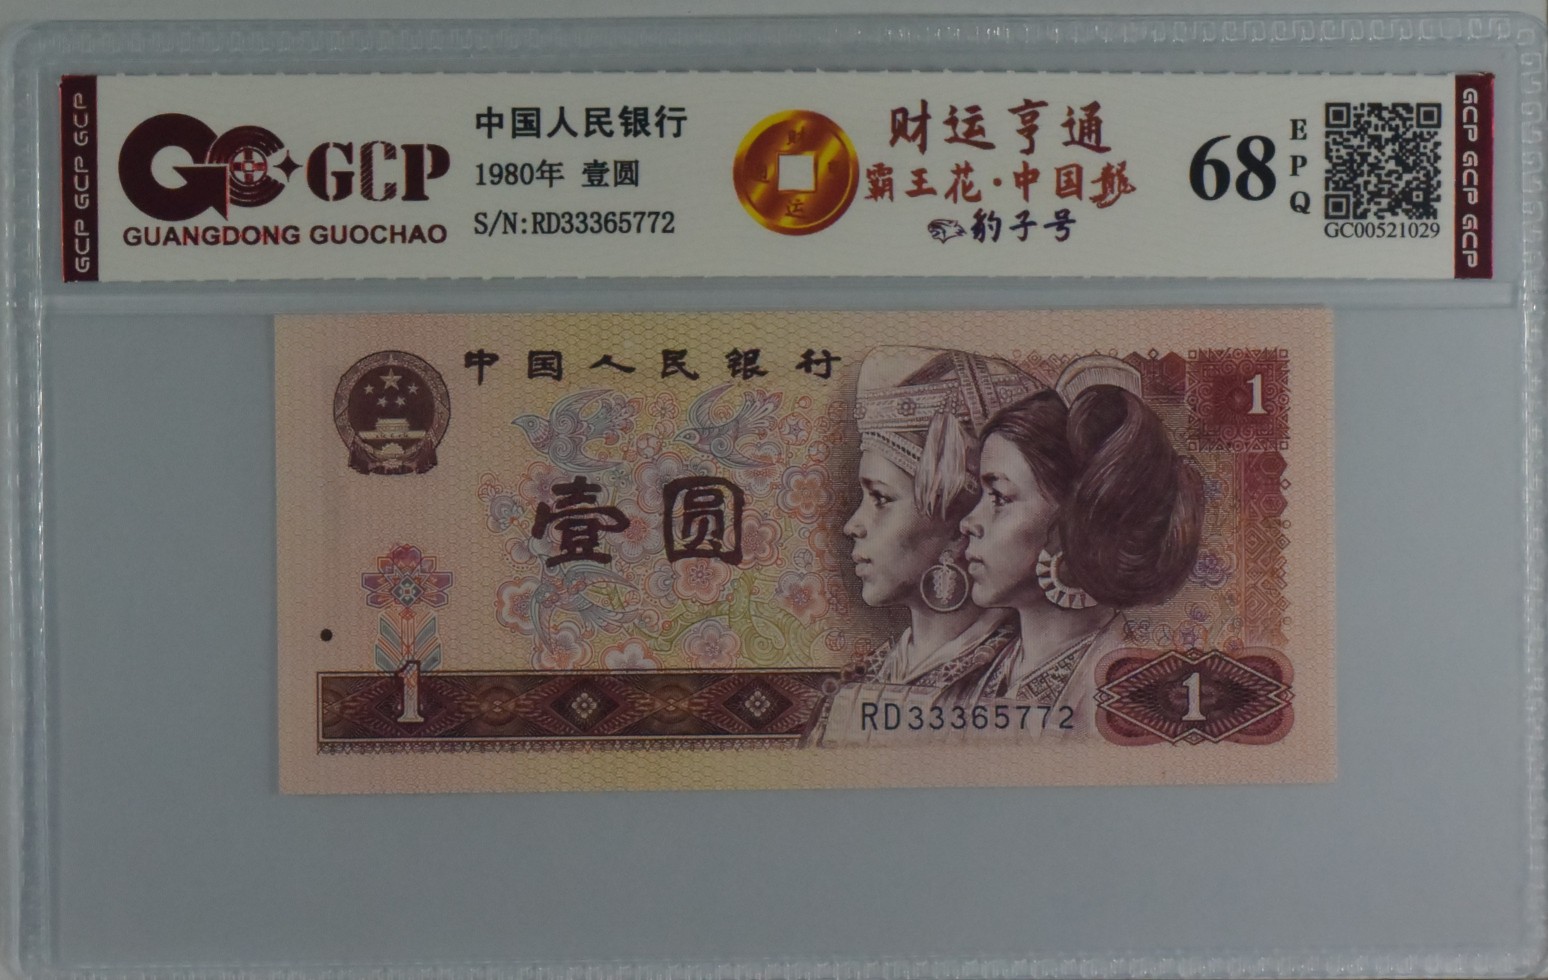 GCP GCP GCP
GCP
GUANGDONG GUOCHAO
中国人民银行
1980年 壹圆
S/N:RD33365772
财运亨通
霸王花·中国龍
豹子号
68
EPQ
GC00521029
GCP GCP GCP
中国人民银行
1
壹圆
1
RD33365772
1